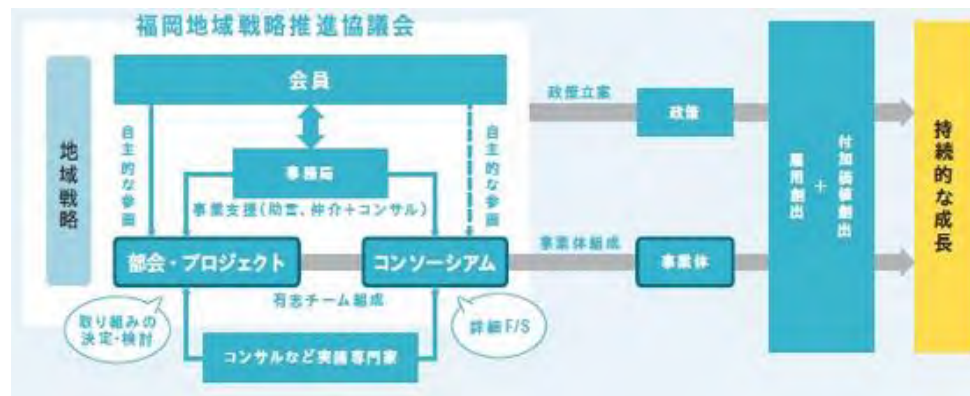 福岡地域戦略推進協議会
会員
地域戦略
自主的な参画
自主的な参画
事務局
事業支援(助言、仲介+コンサル)
部会・プロジェクト
コンソーシアム
有志チーム組成
取り組みの
決定・検討
詳細F/S
コンサルなど実践専門家
政策立案
政策
事業体組成
事業体
付加価値創出
+
雇用創出
持続的な成長